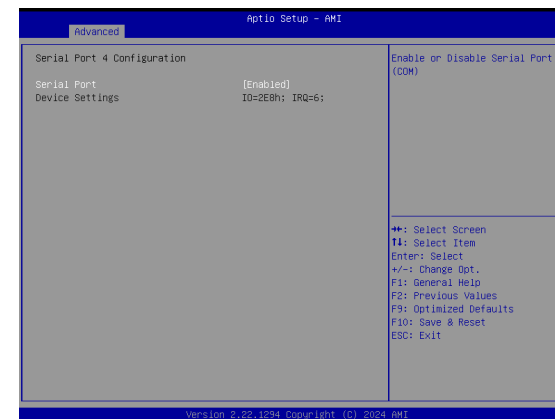 Aptio Setup - AMI
Advanced
Serial Port 4 Configuration
Serial Port [Enabled]
Device Settings IO=2E8h; IRQ=6;
Enable or Disable Serial Port
(COM)
→←: Select Screen
↑↓: Select Item
Enter: Select
+/-: Change Opt.
F1: General Help
F2: Previous Values
F9: Optimized Defaults
F10: Save & Reset
ESC: Exit
Version 2.22.1294 Copyright (C) 2024 AMI